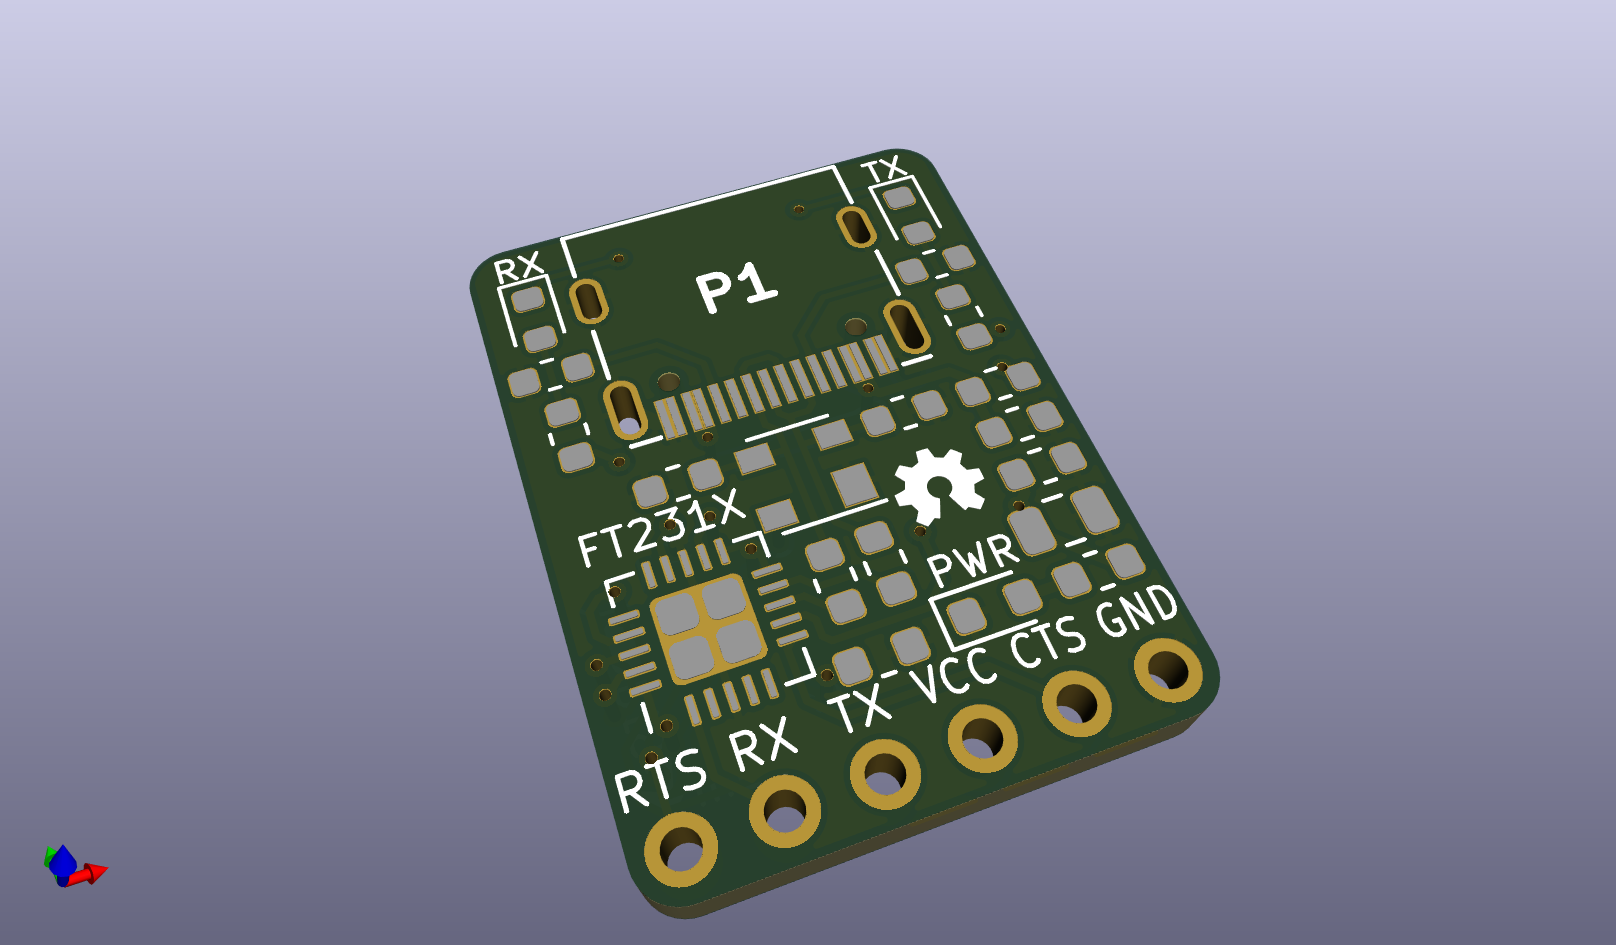 TX
RX
P1
FT231X
PWR
RTS RX TX VCC CTS GND